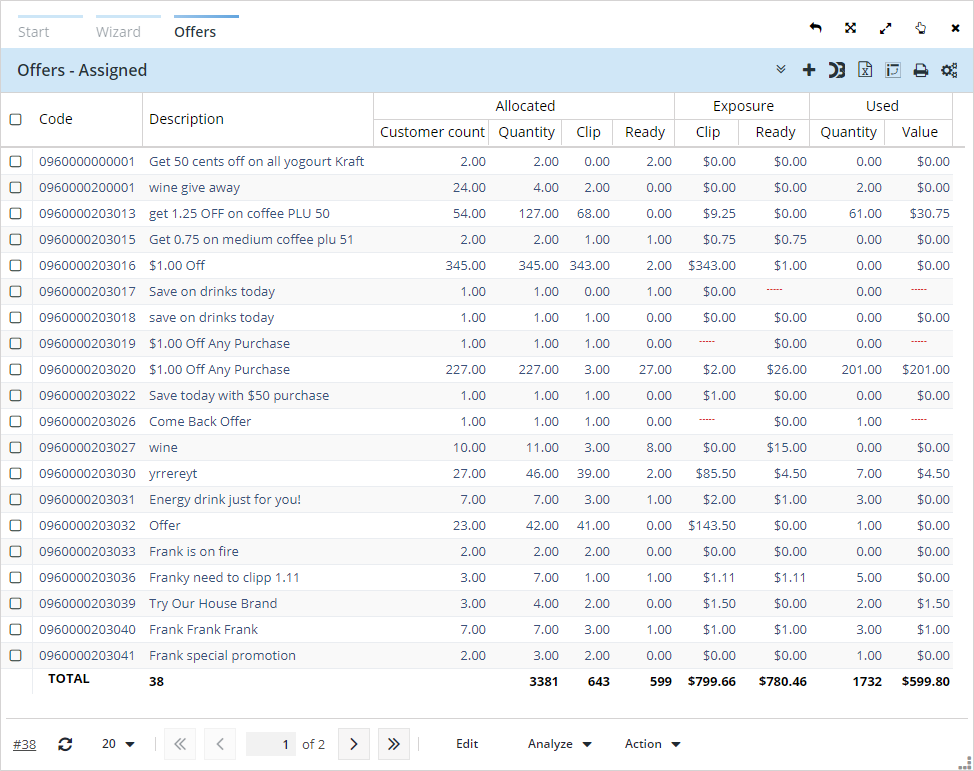 Start Wizard Offers
Offers - Assigned
Allocated Exposure Used
Code Description Customer count Quantity Clip Ready Clip Ready Quantity Value
0960000000001 Get 50 cents off on all yogourt Kraft 2.00 2.00 0.00 2.00 $0.00 $0.00 0.00 $0.00
0960000200001 wine give away 24.00 4.00 2.00 0.00 $0.00 $0.00 2.00 $0.00
0960000203013 get 1.25 OFF on coffee PLU 50 54.00 127.00 68.00 0.00 $9.25 $0.00 61.00 $30.75
0960000203015 Get 0.75 on medium coffee plu 51 2.00 2.00 1.00 1.00 $0.75 $0.75 0.00 $0.00
0960000203016 $1.00 Off 345.00 345.00 343.00 2.00 $343.00 $1.00 0.00 $0.00
0960000203017 Save on drinks today 1.00 1.00 0.00 1.00 $0.00 ----- 0.00 -----
0960000203018 save on drinks today 1.00 1.00 1.00 0.00 $0.00 $0.00 0.00 $0.00
0960000203019 $1.00 Off Any Purchase 1.00 1.00 1.00 0.00 ----- $0.00 0.00 -----
0960000203020 $1.00 Off Any Purchase 227.00 227.00 3.00 27.00 $2.00 $26.00 201.00 $201.00
0960000203022 Save today with $50 purchase 1.00 1.00 1.00 0.00 $1.00 $0.00 0.00 $0.00
0960000203026 Come Back Offer 1.00 1.00 1.00 0.00 ----- $0.00 1.00 -----
0960000203027 wine 10.00 11.00 3.00 8.00 $0.00 $15.00 0.00 $0.00
0960000203030 yrrereyt 27.00 46.00 39.00 2.00 $85.50 $4.50 7.00 $4.50
0960000203031 Energy drink just for you! 7.00 7.00 3.00 1.00 $2.00 $1.00 3.00 $0.00
0960000203032 Offer 23.00 42.00 41.00 0.00 $143.50 $0.00 1.00 $0.00
0960000203033 Frank is on fire 2.00 2.00 2.00 0.00 $0.00 $0.00 0.00 $0.00
0960000203036 Franky need to clipp 1.11 3.00 7.00 1.00 1.00 $1.11 $1.11 5.00 $0.00
0960000203039 Try Our House Brand 3.00 4.00 2.00 0.00 $1.50 $0.00 2.00 $1.50
0960000203040 Frank Frank Frank 7.00 7.00 3.00 1.00 $1.00 $1.00 3.00 $1.00
0960000203041 Frank special promotion 2.00 3.00 2.00 0.00 $0.00 $0.00 1.00 $0.00
TOTAL 38 3381 643 599 $799.66 $780.46 1732 $599.80
#38 20 1 of 2 Edit Analyze Action